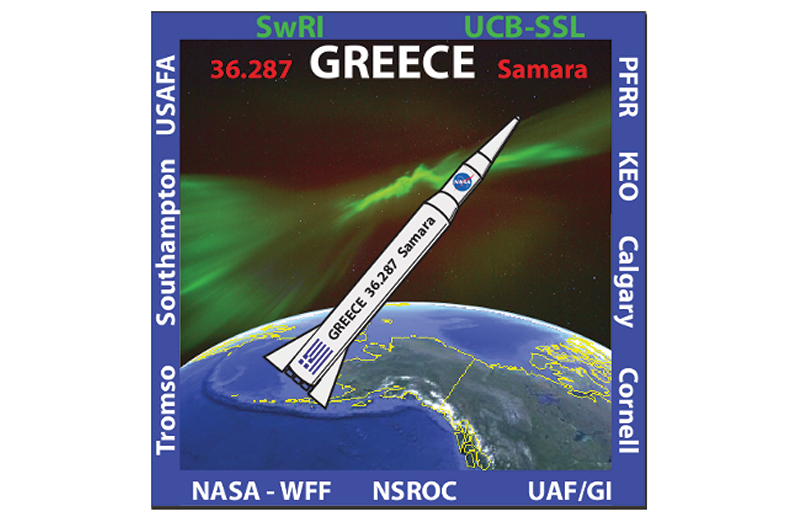 SwRI UCB-SSL
36.287 GREECE Samara
USAFA
Southampton
Tromso
PFRR
KEO
Calgary
Cornell
NASA
GREECE 36.287 Samara
NASA - WFF NSROC UAF/GI